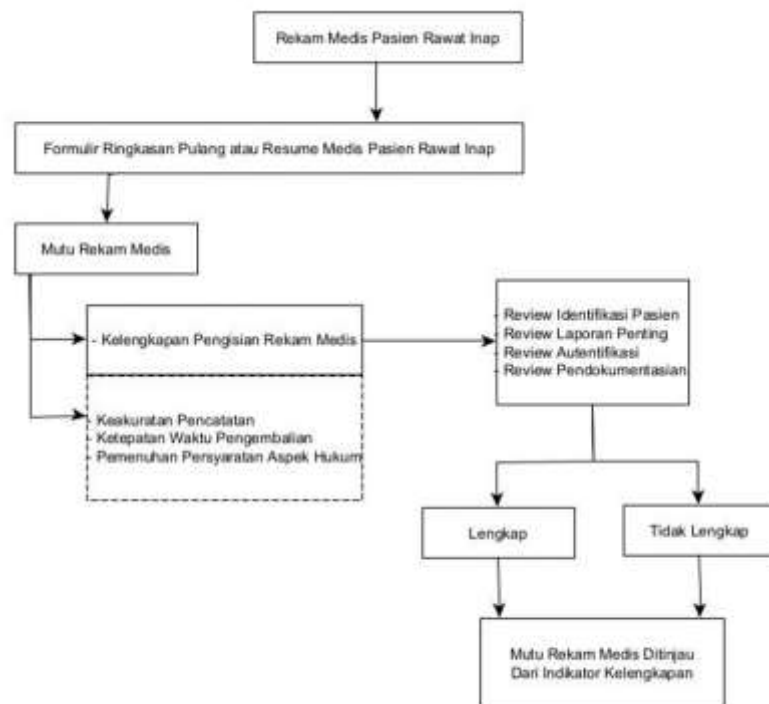 Rekam Medis Pasien Rawat Inap
Formulir Ringkasan Pulang atau Resume Medis Pasien Rawat Inap
Mutu Rekam Medis
- Kelengkapan Pengisian Rekam Medis
- Keakuratan Pencatatan
- Ketepatan Waktu Pengembalian
- Pemenuhan Persyaratan Aspek Hukum
- Review Identifikasi Pasien
- Review Laporan Penting
- Review Autentifikasi
- Review Pendokumentasian
Lengkap
Tidak Lengkap
Mutu Rekam Medis Ditinjau
Dari Indikator Kelengkapan